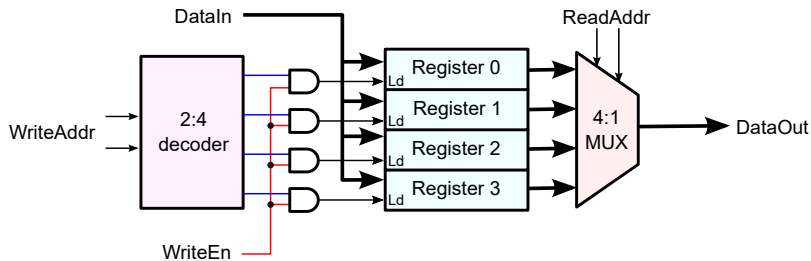 DataIn
ReadAddr
WriteAddr
2:4
decoder
Ld
Register 0
Ld
Register 1
Ld
Register 2
Ld
Register 3
4:1
MUX
DataOut
WriteEn